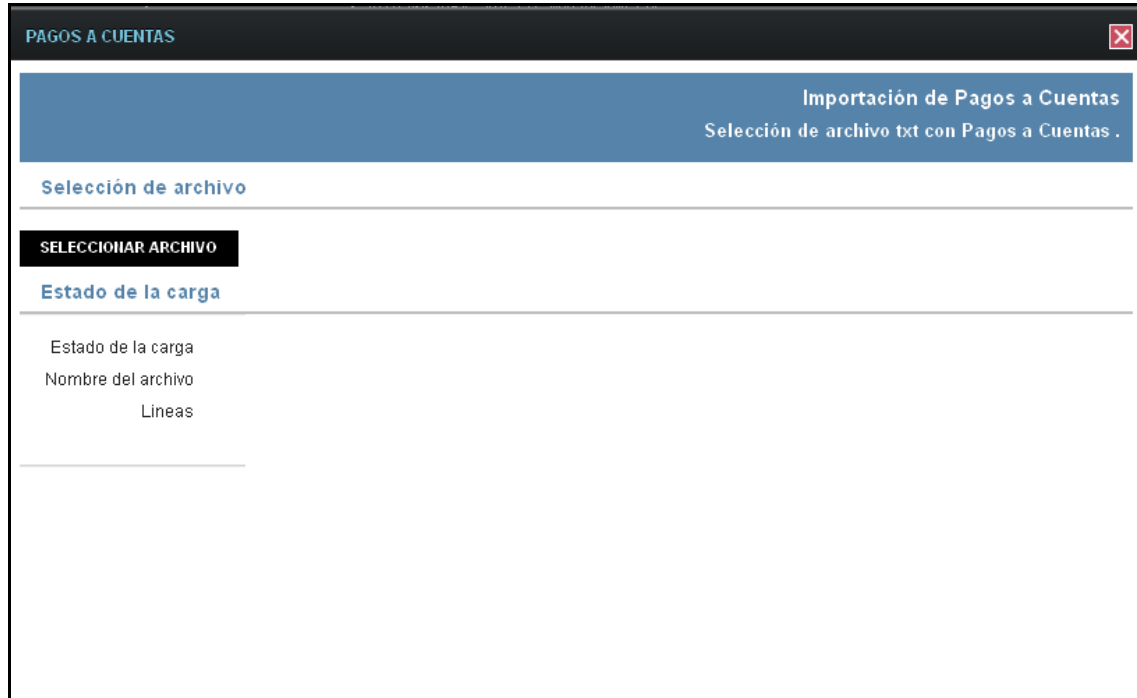 PAGOS A CUENTAS
Importación de Pagos a Cuentas
Selección de archivo txt con Pagos a Cuentas .
Selección de archivo
SELECCIONAR ARCHIVO
Estado de la carga
Estado de la carga
Nombre del archivo
Lineas